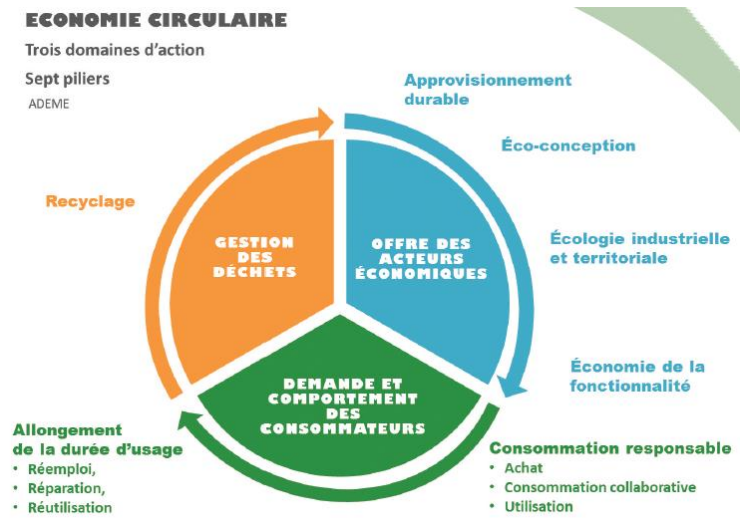 ECONOMIE CIRCULAIRE
Trois domaines d'action
Sept piliers
ADEME
Approvisionnement
durable
Éco-conception
Recyclage
GESTION
DES
DÉCHETS
OFFRE DES
ACTEURS
ÉCONOMIQUES
Écologie industrielle
et territoriale
Économie de la
fonctionnalité
DEMANDE ET
COMPORTEMENT
DES
CONSOMMATEURS
Allongement
de la durée d'usage
• Réemploi,
• Réparation,
• Réutilisation
Consommation responsable
• Achat
• Consommation collaborative
• Utilisation